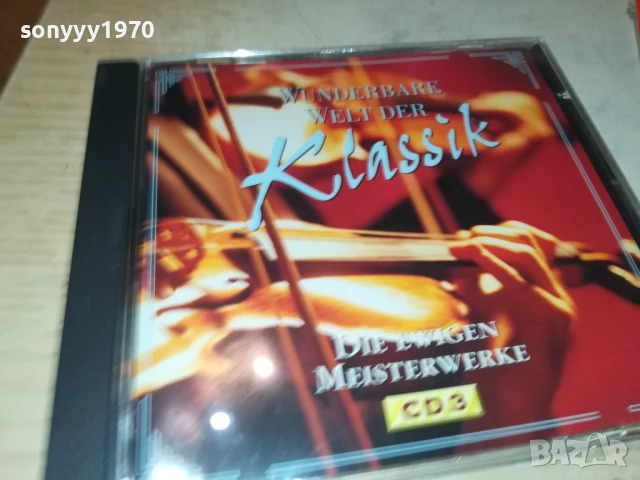 sonyyy1970
WUNDERBARE
WELT DER
Klassik
DIE EWIGEN
MEISTERWERKE
CD 3
BAZAR